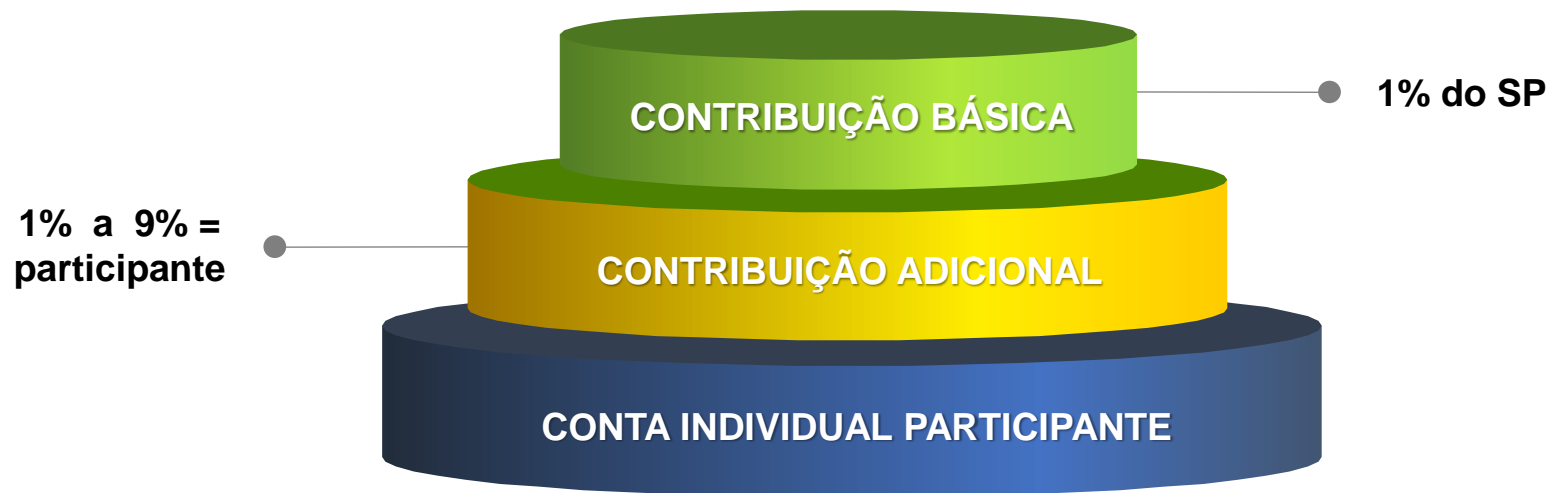 CONTRIBUIÇÃO BÁSICA
1% do SP
1% a 9% =
participante
CONTRIBUIÇÃO ADICIONAL
CONTA INDIVIDUAL PARTICIPANTE